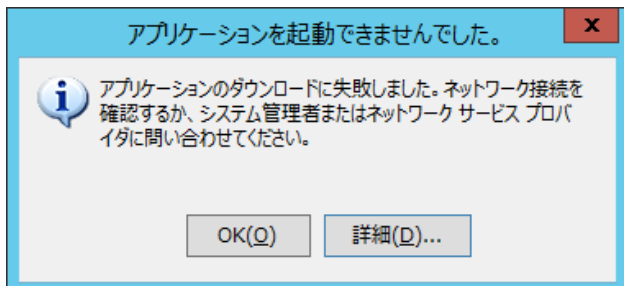 アプリケーションを起動できませんでした。
x
アプリケーションのダウンロードに失敗しました。ネットワーク接続を
確認するか、システム管理者またはネットワーク サービス プロバ
イダに問い合わせてください。
OK(O)
詳細(D)...